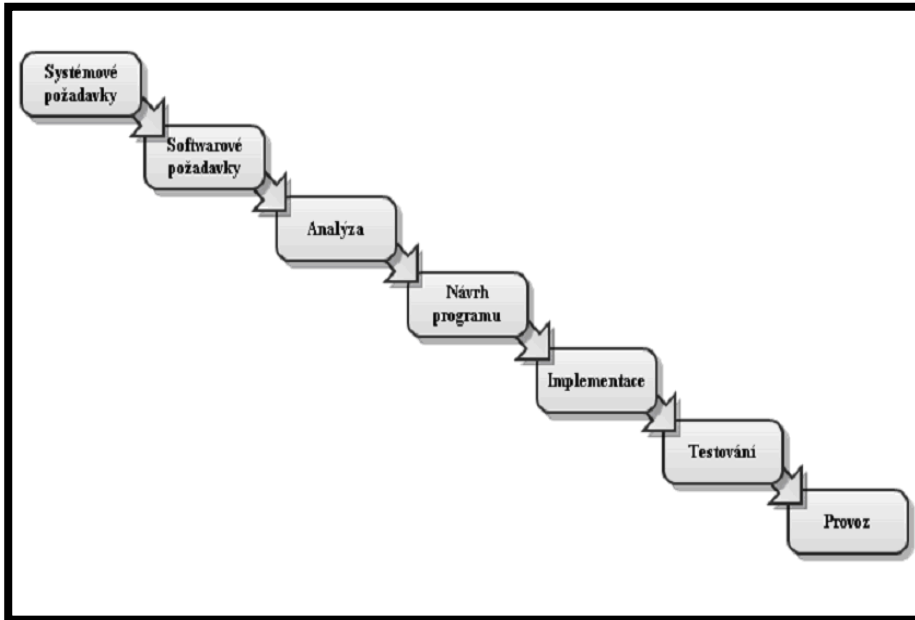 Systémové
požadavky
Softwarové
požadavky
Analýza
Návrh
programu
Implementace
Testování
Provoz